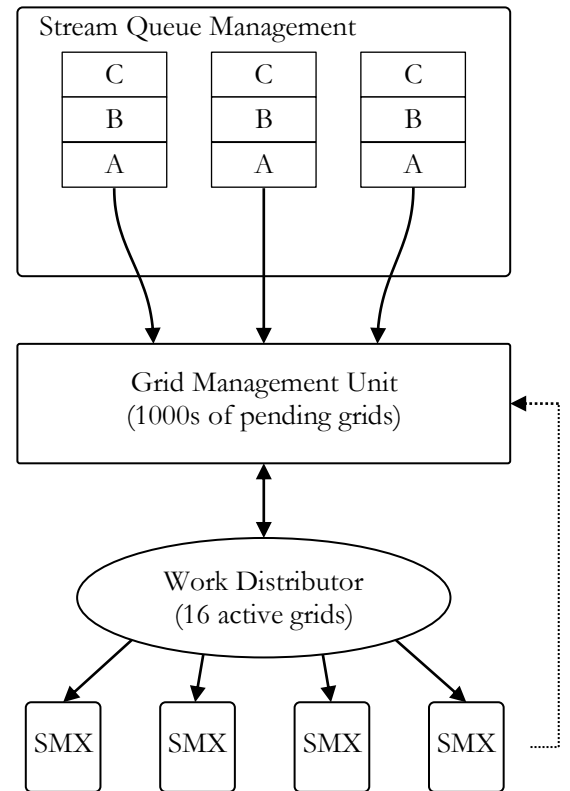 Stream Queue Management
C C C
B B B
A A A
Grid Management Unit
(1000s of pending grids)
Work Distributor
(16 active grids)
SMX SMX SMX SMX